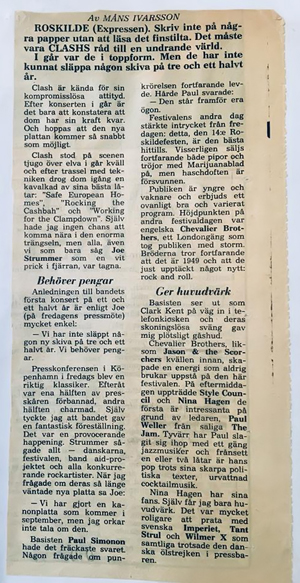 Av MÅNS IVARSSON
ROSKILDE (Expressen). Skriv inte på någ-
ra papper utan att läsa det finstilta. Det måste
vara CLASHS råd till en undrande värld.
I går var de i toppform. Men de har inte
kunnat släppa någon skiva på tre och ett halvt
år.
Clash är kända för sin
kompromisslösa attityd.
Efter konserten i går är
det bara att konstatera att
dom har sin kraft kvar.
Och hoppas att den nya
plattan kommer så snabbt
som möjligt.
Clash stod på scenen
tjugo över elva i går kväll
och efter trassel med tek-
niken drog dom igång en
kavalkad av sina bästa lå-
tar: "Safe European Ho-
mes", "Rocking the
Cashbah" och "Working
for the Clampdown". Själv
hade jag ingen chans att
komma nära i den enorma
trängseln, men alla, även
vi som bara såg Joe
Strummer som en vit
prick i fjärran, var tagna.
Behöver pengar
Anledningen till bandets
första konsert på ett och
ett halvt år är enligt Joe
(på fredagens pressmöte)
mycket enkel:
— Vi har inte släppt nå-
gon ny skiva på tre och ett
halvt år. Vi behöver peng-
ar.
Presskonferensen i Kö-
penhamn i fredags blev en
riktig klassiker. Efteråt
var ena hälften av pres-
skåren förbannad, andra
hälften charmad. Själv
tyckte jag att bandet gav
en fantastisk föreställning.
Det var en provocerande
happening. Strummer så-
gade allt — danskarna,
festivalen, band aid-pro-
jektet och alla konkurre-
rande rockartister. När jag
frågade om deras så länge
väntade nya platta sa Joe:
— Vi har gjort en ka-
nonplatta som kommer i
september, men jag orkar
inte tala om den.
Basisten Paul Simonon
hade det fräckaste svaret.
Någon frågade om pun-
krörelsen fortfarande lev-
de. Hårde Paul svarade:
— Den står framför era
ögon.
Festivalens andra dag
stärkte intrycket från fre-
dagen: detta, den 14:e Ro-
skildefesten, är den bästa
hittills. Visserligen säljs
fortfarande både pipor och
tröjor med Marijuanablad
på, men haschdoften är
försvunnen.
Publiken är yngre och
vaknare och erbjuds ett
ovanligt bra och varierat
program. Höjdpunkten på
andra festivaldagen var
engelska Chevalier Brot-
hers, ett Londongäng som
tog publiken med storm.
Bröderna tror fortfarande
att det är 1949 och att de
just upptäckt något nytt:
rock and roll.
Ger huvudvärk
Basisten ser ut som
Clark Kent på väg in i te-
lefonkiosken och deras
skoningslösa sväng gav
mig plötsligt gåshud.
Chevalier Brothers, lik-
som Jason & the Scor-
chers kvällen innan, ska-
pade en energi som aldrig
brukar uppstå på den här
festivalen. På eftermidda-
gen uppträdde Style Coun-
cil och Nina Hagen de
första är intressanta på
grund av ledaren, Paul
Weller från saliga The
Jam. Tyvärr har Paul sla-
git sig ihop med ett gäng
jazzmusiker och frånsett
en eller två låtar är hans
pop trots sina skarpa poli-
tiska texter, urvattnad
cocktailmusik.
Nina Hagen har sina
fans. Själv får jag bara hu-
vudvärk. Det var mycket
roligare att prata med
svenska Imperiet, Tant
Strul och Wilmer X som
samtliga trotsade den dan-
ska ölstrejken i pressba-
ren.